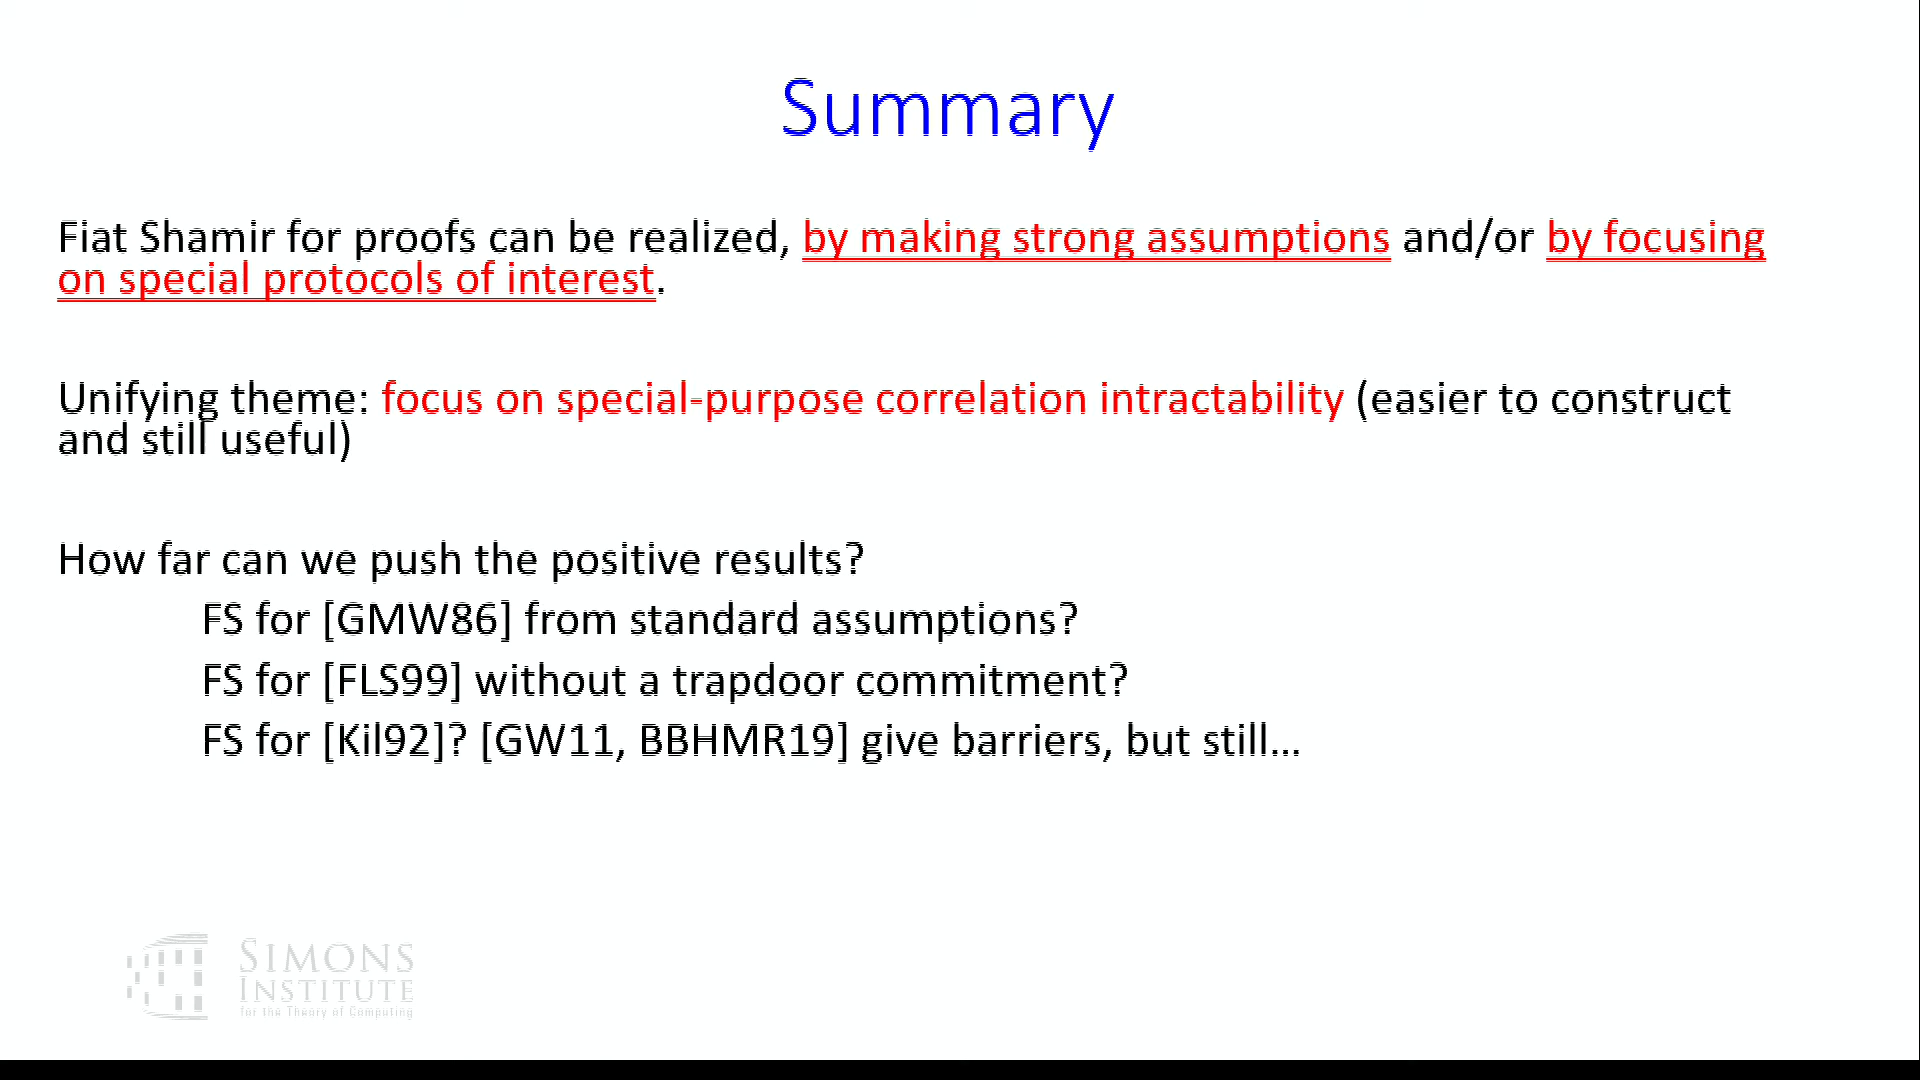 Summary
Fiat Shamir for proofs can be realized, by making strong assumptions and/or by focusing
on special protocols of interest.
Unifying theme: focus on special-purpose correlation intractability (easier to construct
and still useful)
How far can we push the positive results?
FS for [GMW86] from standard assumptions?
FS for [FLS99] without a trapdoor commitment?
FS for [Kil92]? [GW11, BBHMR19] give barriers, but still...
SIMONS
INSTITUTE
for the Theory of Computing